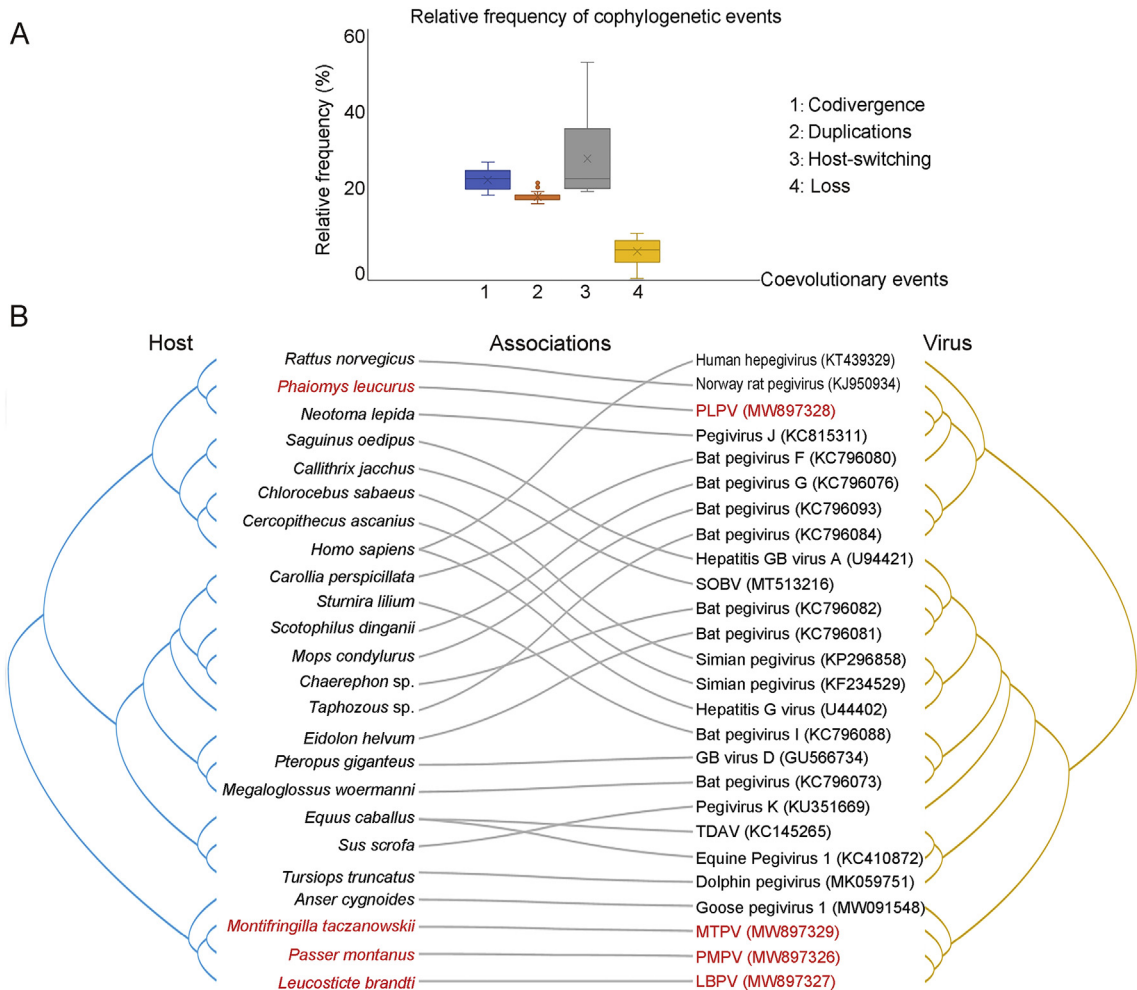 A
Relative frequency of cophylogenetic events
Relative frequency (%)
60
40
20
0
1
2
3
4
Coevolutionary events
1: Codivergence
2: Duplications
3: Host-switching
4: Loss
B
Host
Associations
Virus
Rattus norvegicus
Phaiomys leucurus
Neotoma lepida
Saguinus oedipus
Callithrix jacchus
Chlorocebus sabaeus
Cercopithecus ascanius
Homo sapiens
Carollia perspicillata
Sturnira lilium
Scotophilus dinganii
Mops condylurus
Chaerephon sp.
Taphozous sp.
Eidolon helvum
Pteropus giganteus
Megaloglossus woermanni
Equus caballus
Sus scrofa
Tursiops truncatus
Anser cygnoides
Montifringilla taczanowskii
Passer montanus
Leucosticte brandti
Human hepegivirus (KT439329)
Norway rat pegivirus (KJ950934)
PLPV (MW897328)
Pegivirus J (KC815311)
Bat pegivirus F (KC796080)
Bat pegivirus G (KC796076)
Bat pegivirus (KC796093)
Bat pegivirus (KC796084)
Hepatitis GB virus A (U94421)
SOBV (MT513216)
Bat pegivirus (KC796082)
Bat pegivirus (KC796081)
Simian pegivirus (KP296858)
Simian pegivirus (KF234529)
Hepatitis G virus (U44402)
Bat pegivirus I (KC796088)
GB virus D (GU566734)
Bat pegivirus (KC796073)
Pegivirus K (KU351669)
TDAV (KC145265)
Equine Pegivirus 1 (KC410872)
Dolphin pegivirus (MK059751)
Goose pegivirus 1 (MW091548)
MTPV (MW897329)
PMPV (MW897326)
LBPV (MW897327)